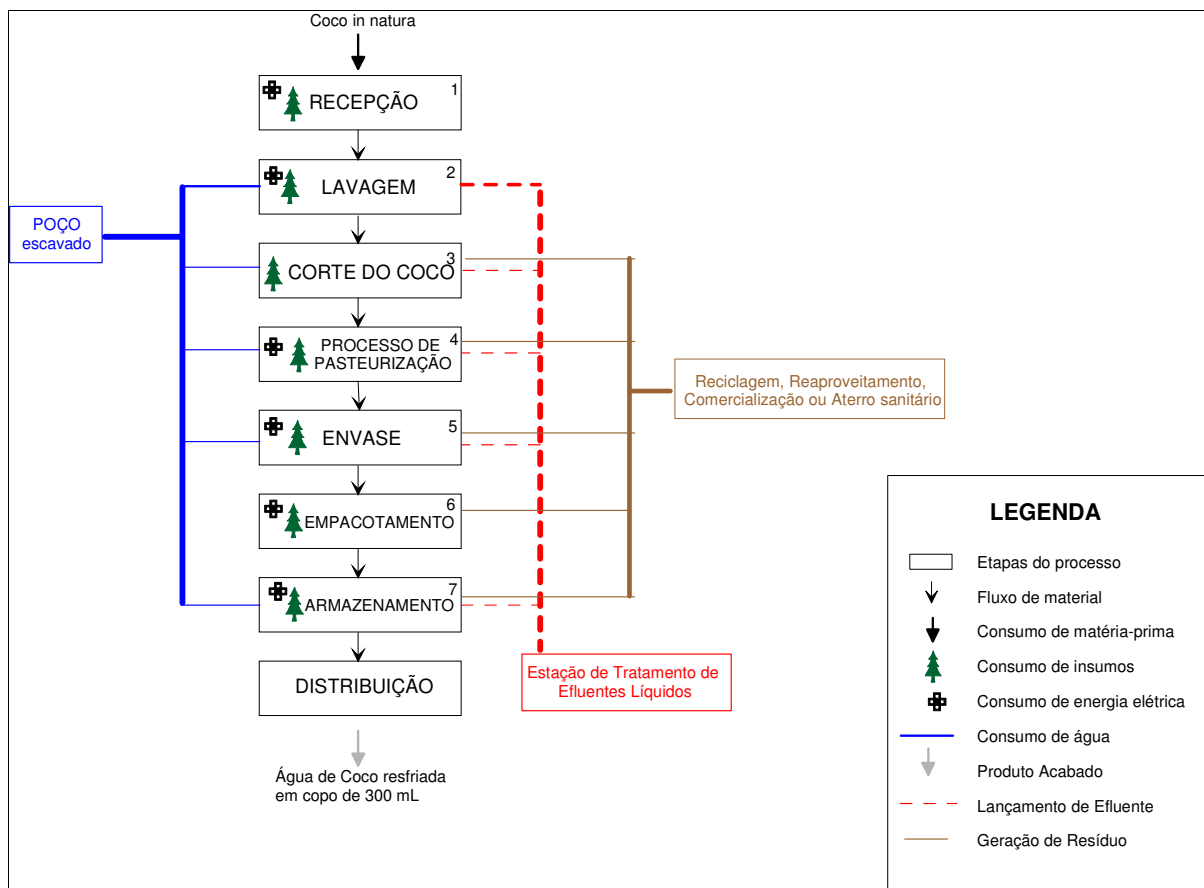 Coco in natura
1
RECEPÇÃO
2
LAVAGEM
POÇO
escavado
3
CORTE DO COCO
4
PROCESSO DE
PASTEURIZAÇÃO
Reciclagem, Reaproveitamento,
Comercialização ou Aterro sanitário
5
ENVASE
6
EMPACOTAMENTO
7
ARMAZENAMENTO
DISTRIBUIÇÃO
Estação de Tratamento de
Efluentes Líquidos
Água de Coco resfriada
em copo de 300 mL
LEGENDA
Etapas do processo
Fluxo de material
Consumo de matéria-prima
Consumo de insumos
Consumo de energia elétrica
Consumo de água
Produto Acabado
Lançamento de Efluente
Geração de Resíduo